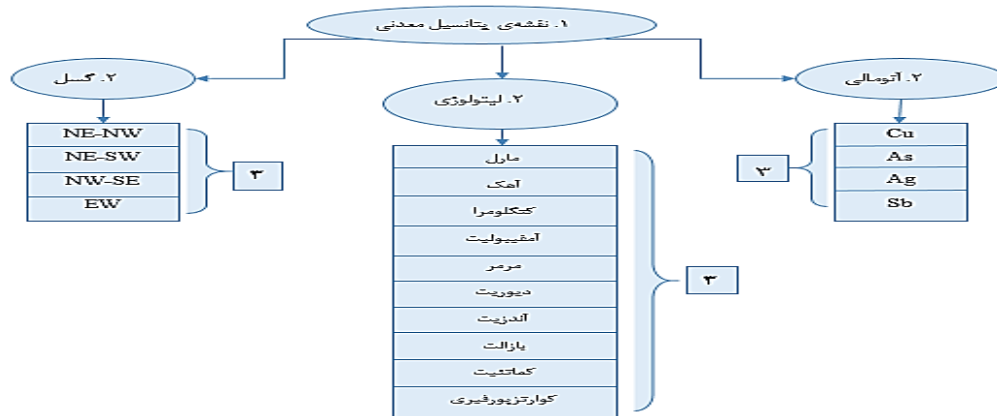 ۱. نقشه‌ی پتانسیل معدنی
۲. گسل
۲. لیتولوژی
۲. آنومالی
NE-NW
NE-SW
NW-SE
EW
۳
مارل
آهک
کنگلومرا
آمفیبولیت
مرمر
دیوریت
آندزیت
بازالت
کماتئیت
کوارتزپورفیری
۳
Cu
As
Ag
Sb
۳